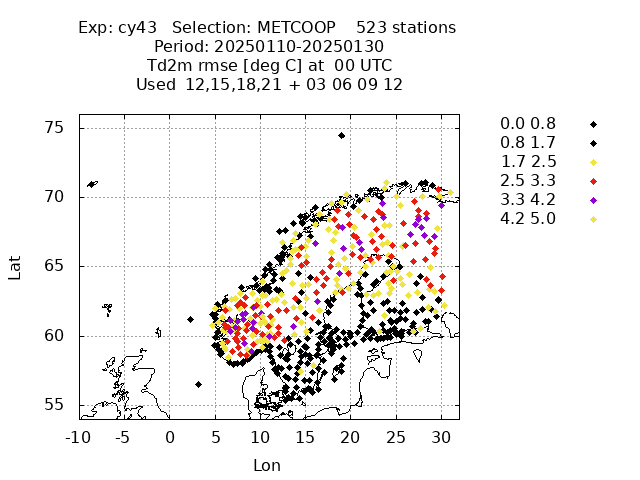 Exp: cy43   Selection: METCOOP    523 stations
Period: 20250110-20250130
Td2m rmse [deg C] at  00 UTC
Used  12,15,18,21 + 03 06 09 12
75
70
65
60
55
Lat
-10 -5 0 5 10 15 20 25 30
Lon
0.0 0.8
0.8 1.7
1.7 2.5
2.5 3.3
3.3 4.2
4.2 5.0